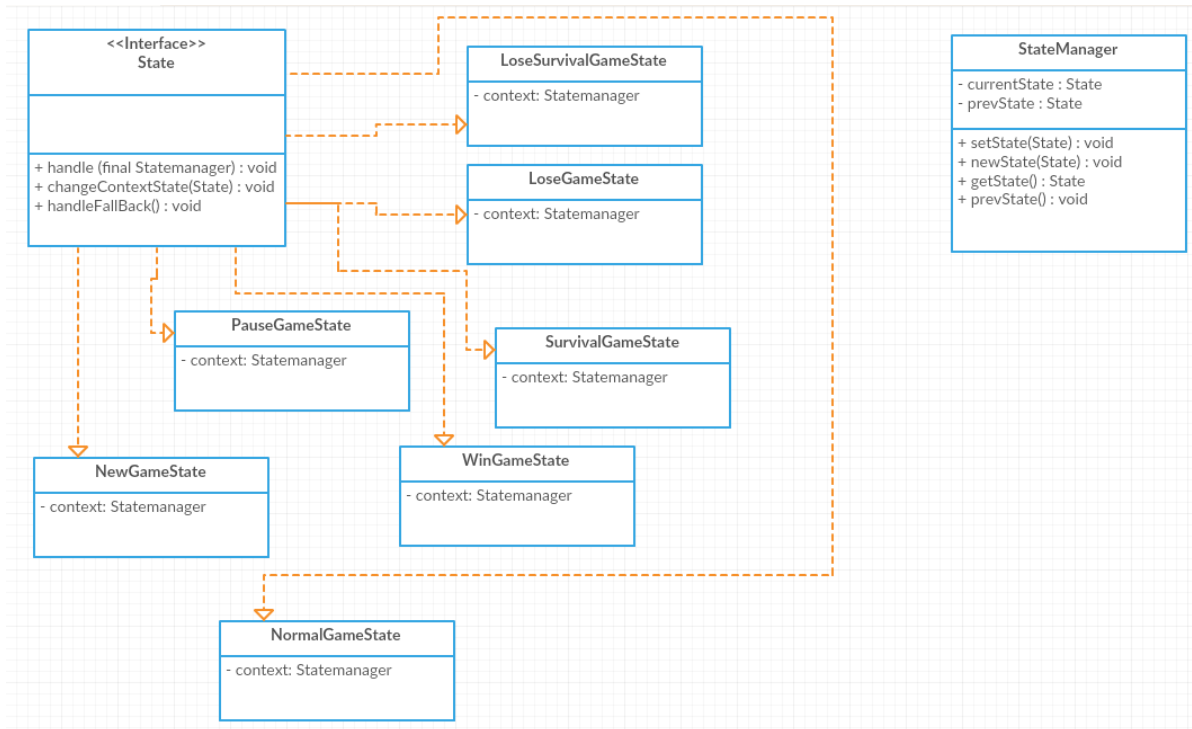 <<Interface>>
State
+ handle (final Statemanager) : void
+ changeContextState(State) : void
+ handleFallBack() : void
LoseSurvivalGameState
- context: Statemanager
LoseGameState
- context: Statemanager
StateManager
- currentState : State
- prevState : State
+ setState(State) : void
+ newState(State) : void
+ getState() : State
+ prevState() : void
PauseGameState
- context: Statemanager
SurvivalGameState
- context: Statemanager
NewGameState
- context: Statemanager
WinGameState
- context: Statemanager
NormalGameState
- context: Statemanager